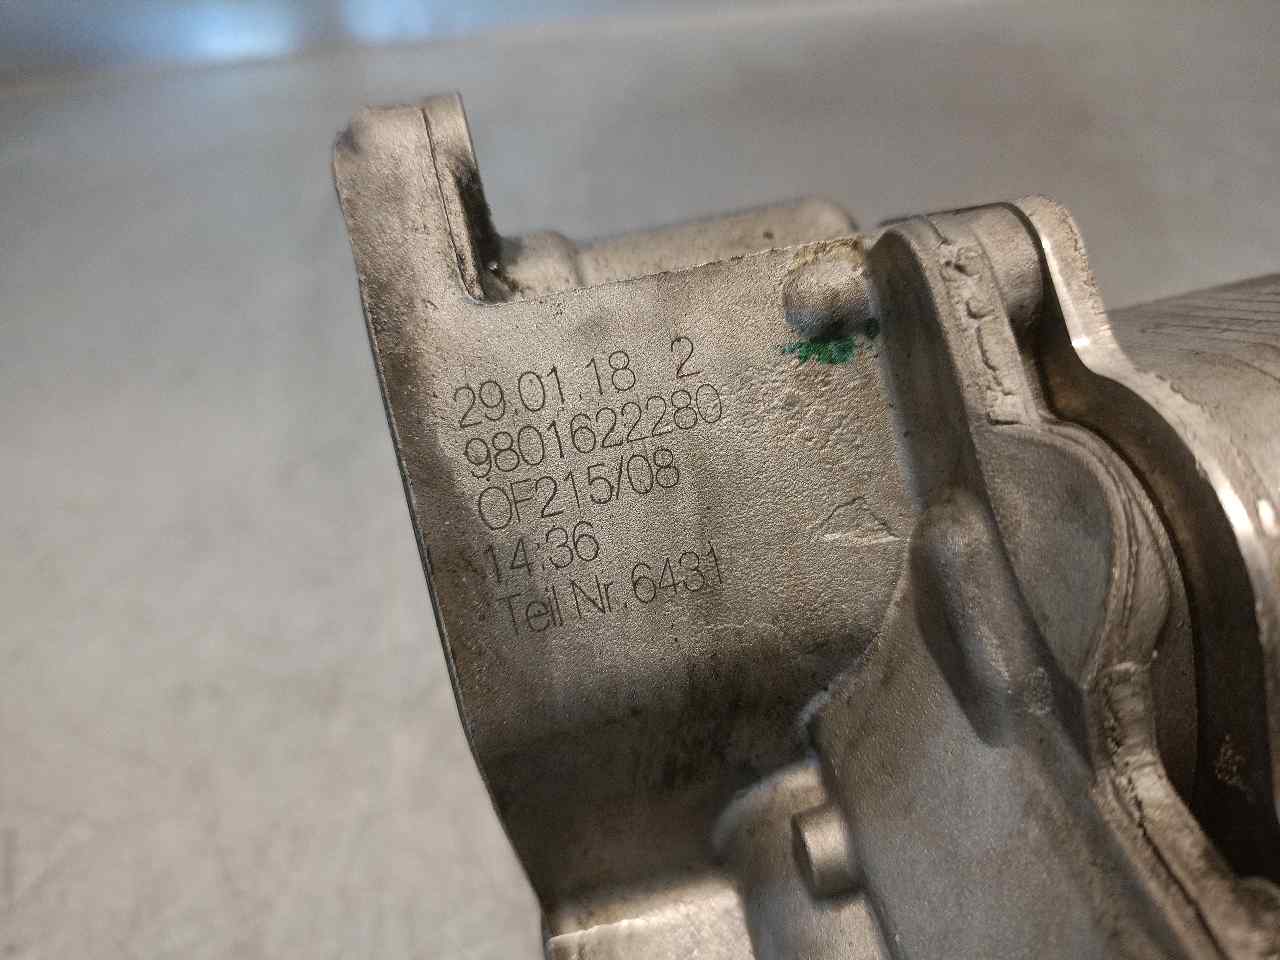 29.01.18 2
9801622280
OF215/08
14:36
Teil Nr. 6431